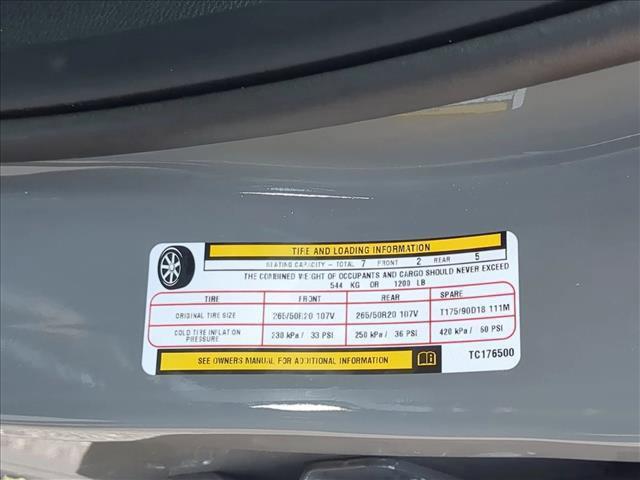 TIRE AND LOADING INFORMATION
SEATING CAPACITY - TOTAL 7 FRONT 2 REAR 5
THE COMBINED WEIGHT OF OCCUPANTS AND CARGO SHOULD NEVER EXCEED
544 KG OR 1200 LB
TIRE FRONT REAR SPARE
ORIGINAL TIRE SIZE 265/50R20 107V 265/50R20 107V T175/90D18 111M
COLD TIRE INFLATION PRESSURE 230 kPa / 33 PSI 250 kPa / 36 PSI 420 kPa / 60 PSI
SEE OWNERS MANUAL FOR ADDITIONAL INFORMATION TC176500